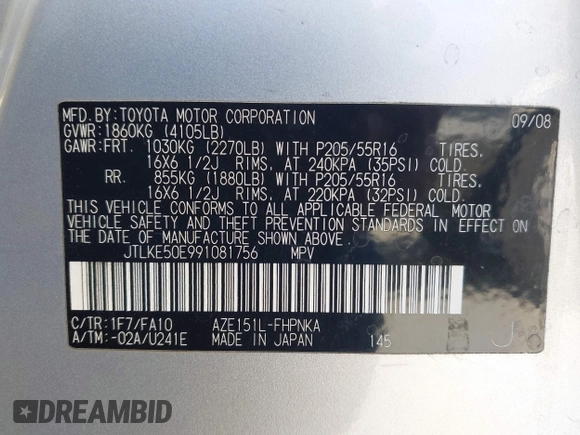 MFD.BY:TOYOTA MOTOR CORPORATION 09/08
GVWR:1860KG (4105LB)
GAWR:FRT. 1030KG (2270LB) WITH P205/55R16 TIRES,
16X6 1/2J RIMS, AT 240KPA (35PSI) COLD.
RR. 855KG (1880LB) WITH P205/55R16 TIRES,
16X6 1/2J RIMS, AT 220KPA (32PSI) COLD.
THIS VEHICLE CONFORMS TO ALL APPLICABLE FEDERAL MOTOR
VEHICLE SAFETY AND THEFT PREVENTION STANDARDS IN EFFECT ON
THE DATE OF MANUFACTURE SHOWN ABOVE.
JTLKE50E991081756 MPV
C/TR:1F7/FA10 AZE151L-FHPNKA
A/TM:-02A/U241E MADE IN JAPAN 145 J
DREAMBID